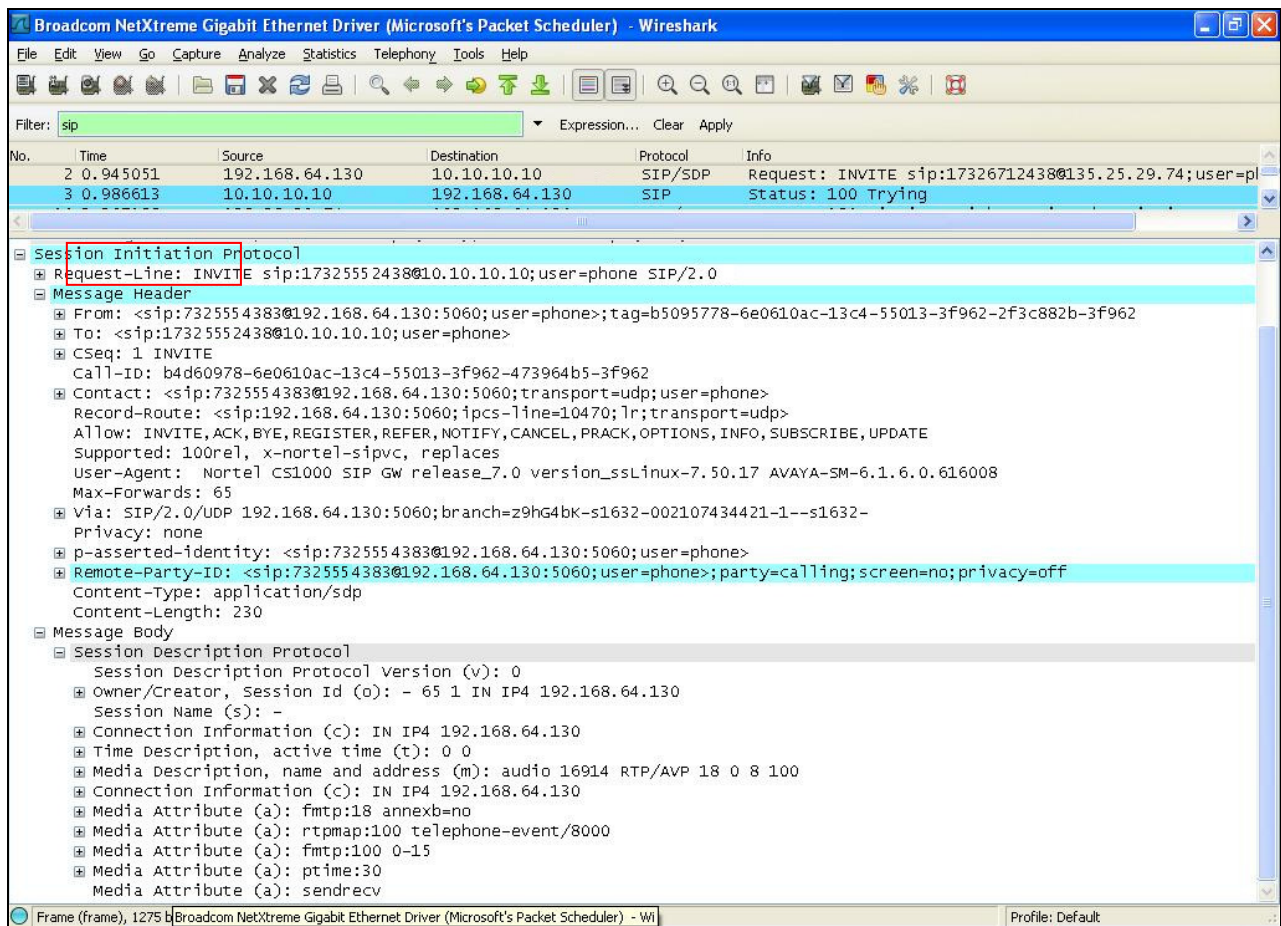 Broadcom NetXtreme Gigabit Ethernet Driver (Microsoft's Packet Scheduler) - Wireshark
File Edit View Go Capture Analyze Statistics Telephony Tools Help
Filter: sip Expression... Clear Apply
No. Time Source Destination Protocol Info
2 0.945051 192.168.64.130 10.10.10.10 SIP/SDP Request: INVITE sip:17326712438@135.25.29.74;user=pl
3 0.986613 10.10.10.10 192.168.64.130 SIP Status: 100 Trying
Session Initiation Protocol
Request-Line: INVITE sip:17325552438@10.10.10.10;user=phone SIP/2.0
Message Header
From: <sip:7325554383@192.168.64.130:5060;user=phone>;tag=b5095778-6e0610ac-13c4-55013-3f962-2f3c882b-3f962
To: <sip:17325552438@10.10.10.10;user=phone>
CSeq: 1 INVITE
Call-ID: b4d60978-6e0610ac-13c4-55013-3f962-473964b5-3f962
Contact: <sip:7325554383@192.168.64.130:5060;transport=udp;user=phone>
Record-Route: <sip:192.168.64.130:5060;ipcs-line=10470;lr;transport=udp>
Allow: INVITE,ACK,BYE,REGISTER,REFER,NOTIFY,CANCEL,PRACK,OPTIONS,INFO,SUBSCRIBE,UPDATE
Supported: 100rel, x-nortel-sipvc, replaces
User-Agent: Nortel CS1000 SIP GW release_7.0 version_ssLinux-7.50.17 AVAYA-SM-6.1.6.0.616008
Max-Forwards: 65
Via: SIP/2.0/UDP 192.168.64.130:5060;branch=z9hG4bK-s1632-002107434421-1--s1632-
Privacy: none
p-asserted-identity: <sip:7325554383@192.168.64.130:5060;user=phone>
Remote-Party-ID: <sip:7325554383@192.168.64.130:5060;user=phone>;party=calling;screen=no;privacy=off
Content-Type: application/sdp
Content-Length: 230
Message Body
Session Description Protocol
Session Description Protocol Version (v): 0
Owner/Creator, Session Id (o): - 65 1 IN IP4 192.168.64.130
Session Name (s): -
Connection Information (c): IN IP4 192.168.64.130
Time Description, active time (t): 0 0
Media Description, name and address (m): audio 16914 RTP/AVP 18 0 8 100
Connection Information (c): IN IP4 192.168.64.130
Media Attribute (a): fmtp:18 annexb=no
Media Attribute (a): rtpmap:100 telephone-event/8000
Media Attribute (a): fmtp:100 0-15
Media Attribute (a): ptime:30
Media Attribute (a): sendrecv
Frame (frame), 1275 b Broadcom NetXtreme Gigabit Ethernet Driver (Microsoft's Packet Scheduler) - Wi Profile: Default